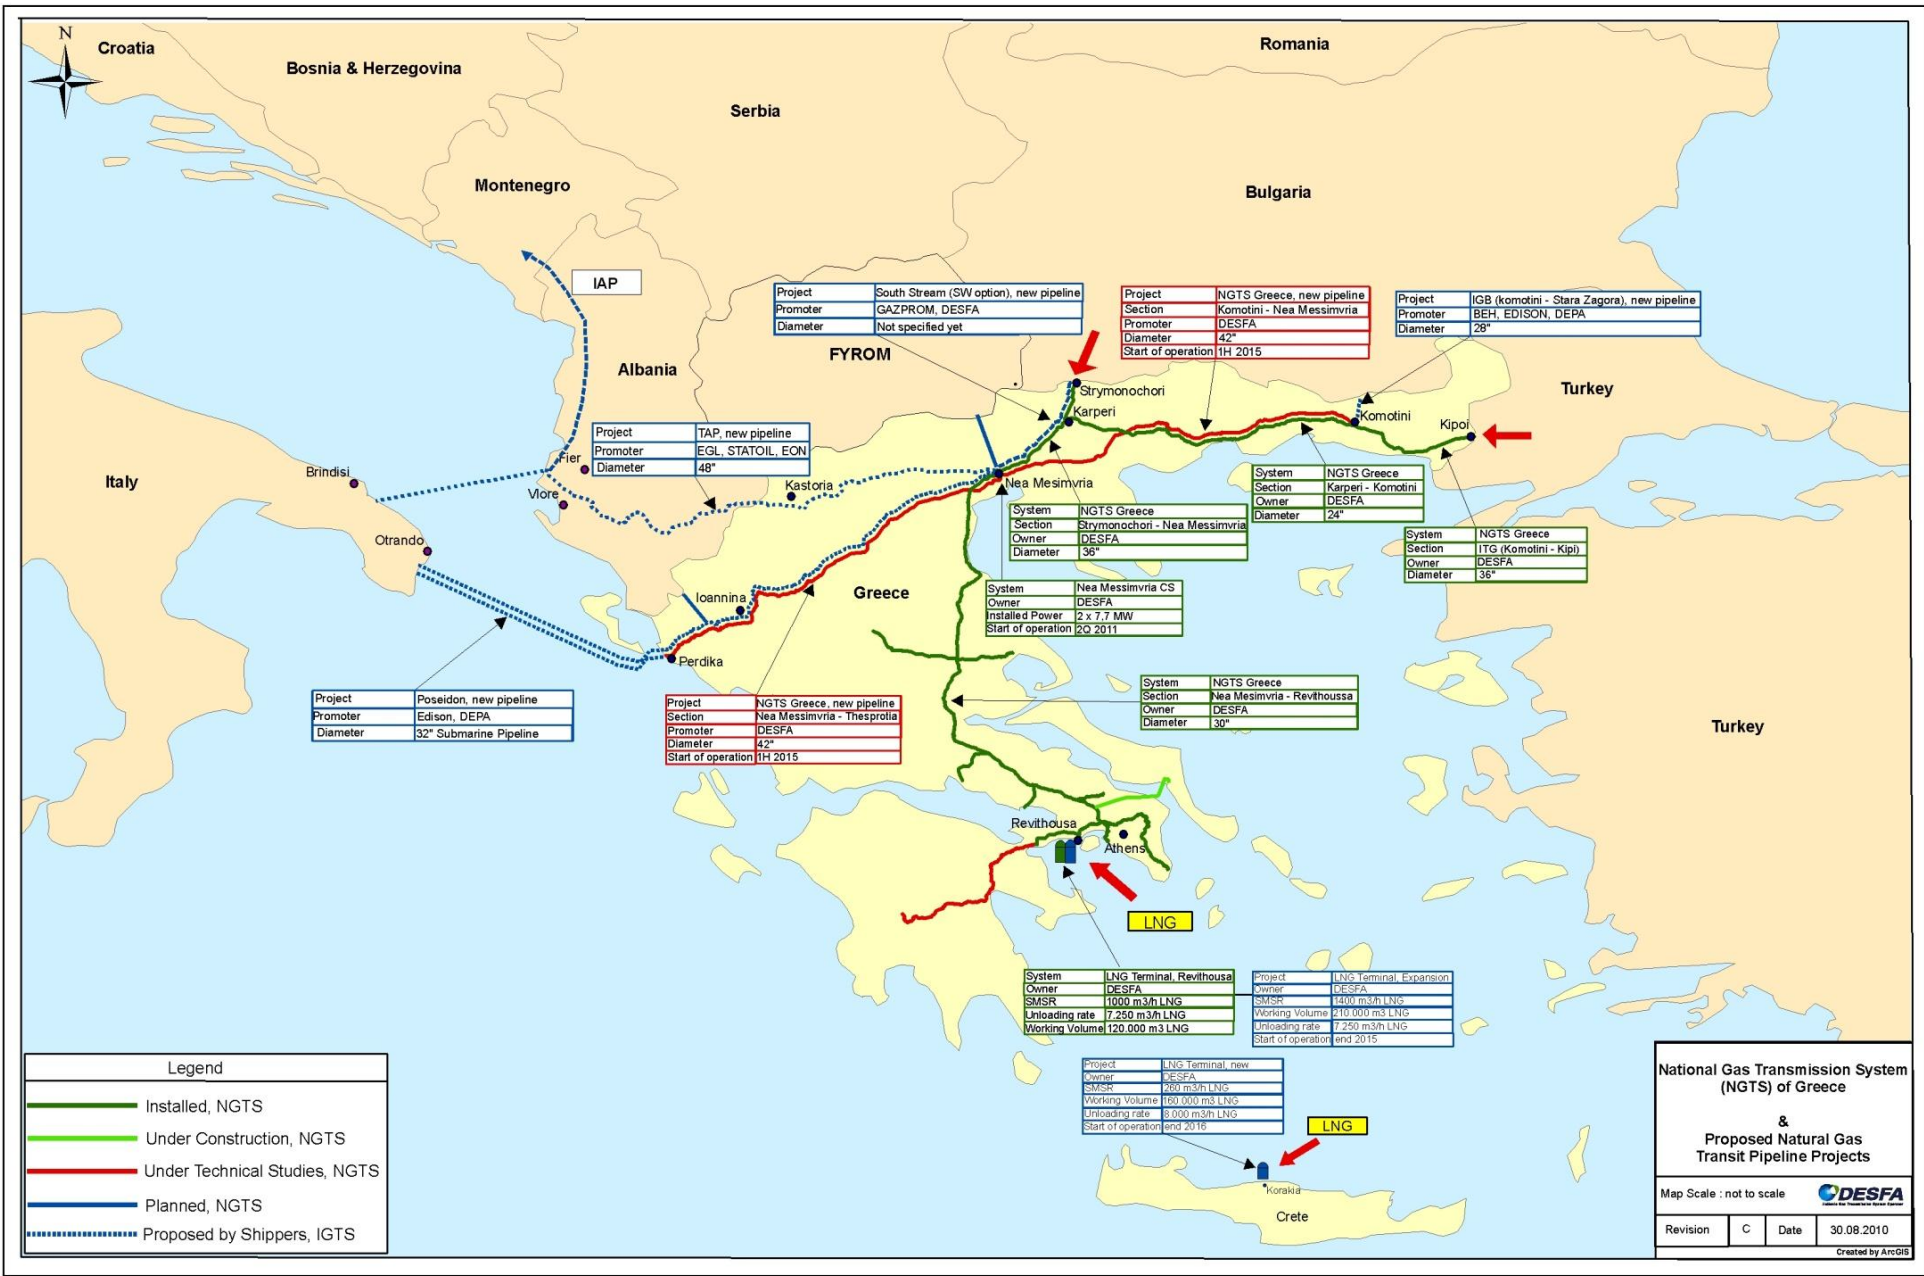 N
Croatia
Bosnia & Herzegovina
Romania
Serbia
Montenegro
Bulgaria
IAP
Project South Stream (SW option), new pipeline
Promoter GAZPROM, DESFA
Diameter Not specified yet
Project NGTS Greece, new pipeline
Section Komotini - Nea Messimvria
Promoter DESFA
Diameter 42"
Start of operation 1H 2015
Project IGB (komotini - Stara Zagora), new pipeline
Promoter BEH, EDISON, DEPA
Diameter 28"
FYROM
Albania
Turkey
Strymonochori
Karperi
Komotini
Kipoi
Project TAP, new pipeline
Promoter EGL, STATOIL, EON
Diameter 48"
Italy
Brindisi
Fier
Vlore
Kastoria
Nea Mesimvria
Otrando
System NGTS Greece
Section Karperi - Komotini
Owner DESFA
Diameter 24"
System NGTS Greece
Section Strymonochori - Nea Messimvria
Owner DESFA
Diameter 36"
System NGTS Greece
Section ITG (Komotini - Kipi)
Owner DESFA
Diameter 36"
System Nea Messimvria CS
Owner DESFA
Installed Power 2 x 7,7 MW
Start of operation 2Q 2011
Ioannina
Greece
Perdika
Project Poseidon, new pipeline
Promoter Edison, DEPA
Diameter 32" Submarine Pipeline
Project NGTS Greece, new pipeline
Section Nea Messimvria - Thesprotia
Promoter DESFA
Diameter 42"
Start of operation 1H 2015
System NGTS Greece
Section Nea Mesimvria - Revithoussa
Owner DESFA
Diameter 30"
Turkey
Revithousa
Athens
LNG
System LNG Terminal, Revithousa
Owner DESFA
SMSR 1000 m3/h LNG
Unloading rate 7.250 m3/h LNG
Working Volume 120.000 m3 LNG
Project LNG Terminal, Expansion
Owner DESFA
SMSR 1400 m3/h LNG
Working Volume 210.000 m3 LNG
Unloading rate 7.250 m3/h LNG
Start of operation end 2015
Project LNG Terminal, new
Owner DESFA
SMSR 260 m3/h LNG
Working Volume 160.000 m3 LNG
Unloading rate 8.000 m3/h LNG
Start of operation end 2016
LNG
Korakia
Crete
Legend
Installed, NGTS
Under Construction, NGTS
Under Technical Studies, NGTS
Planned, NGTS
Proposed by Shippers, IGTS
National Gas Transmission System
(NGTS) of Greece
&
Proposed Natural Gas
Transit Pipeline Projects
Map Scale : not to scale
DESFA
Revision C Date 30.08.2010
Created by ArcGIS